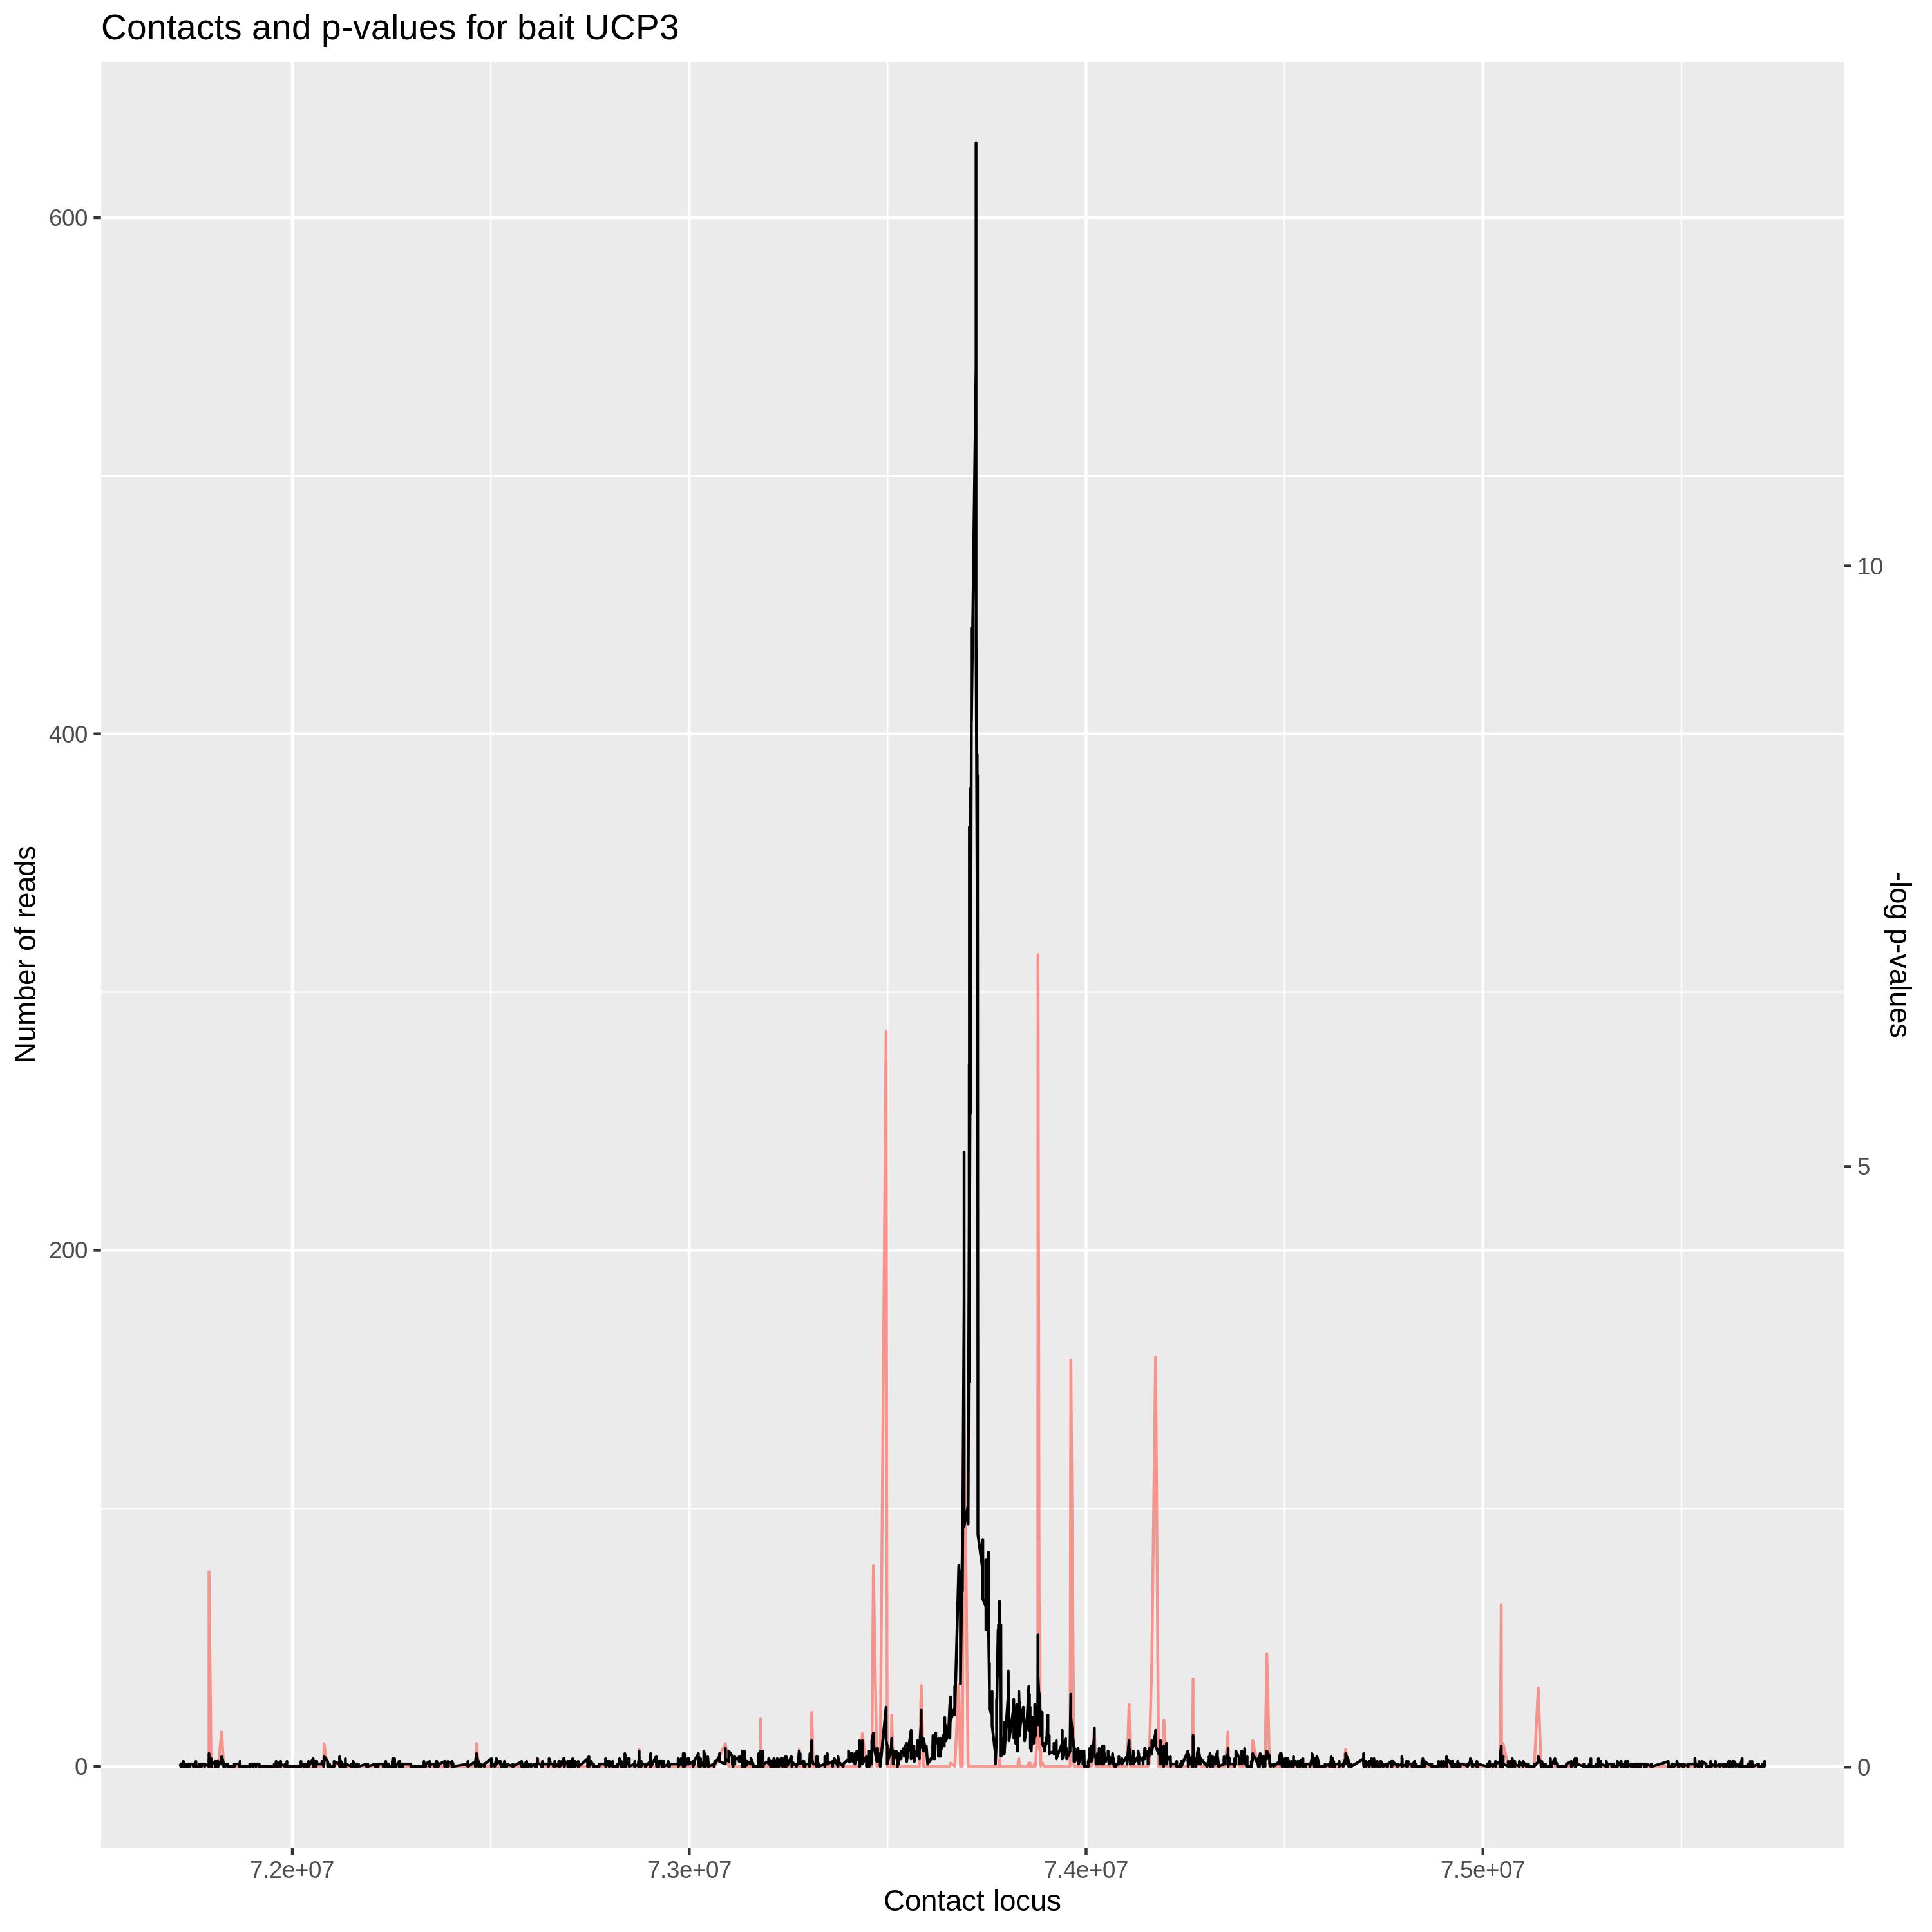 Contacts and p-values for bait UCP3
600
400
200
0
Number of reads
10
5
0
-log p-values
7.2e+07 7.3e+07 7.4e+07 7.5e+07
Contact locus